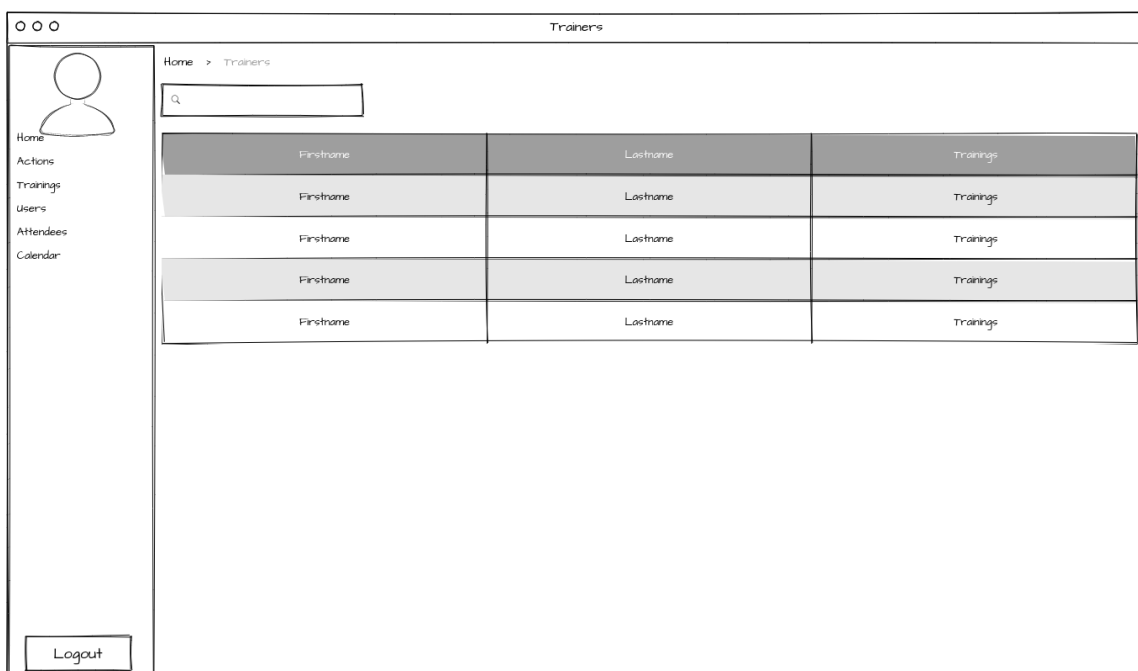 Trainers
Home > Trainers
Home
Actions
Trainings
Users
Attendees
Calendar
Logout
Firstname Lastname Trainings
Firstname Lastname Trainings
Firstname Lastname Trainings
Firstname Lastname Trainings
Firstname Lastname Trainings